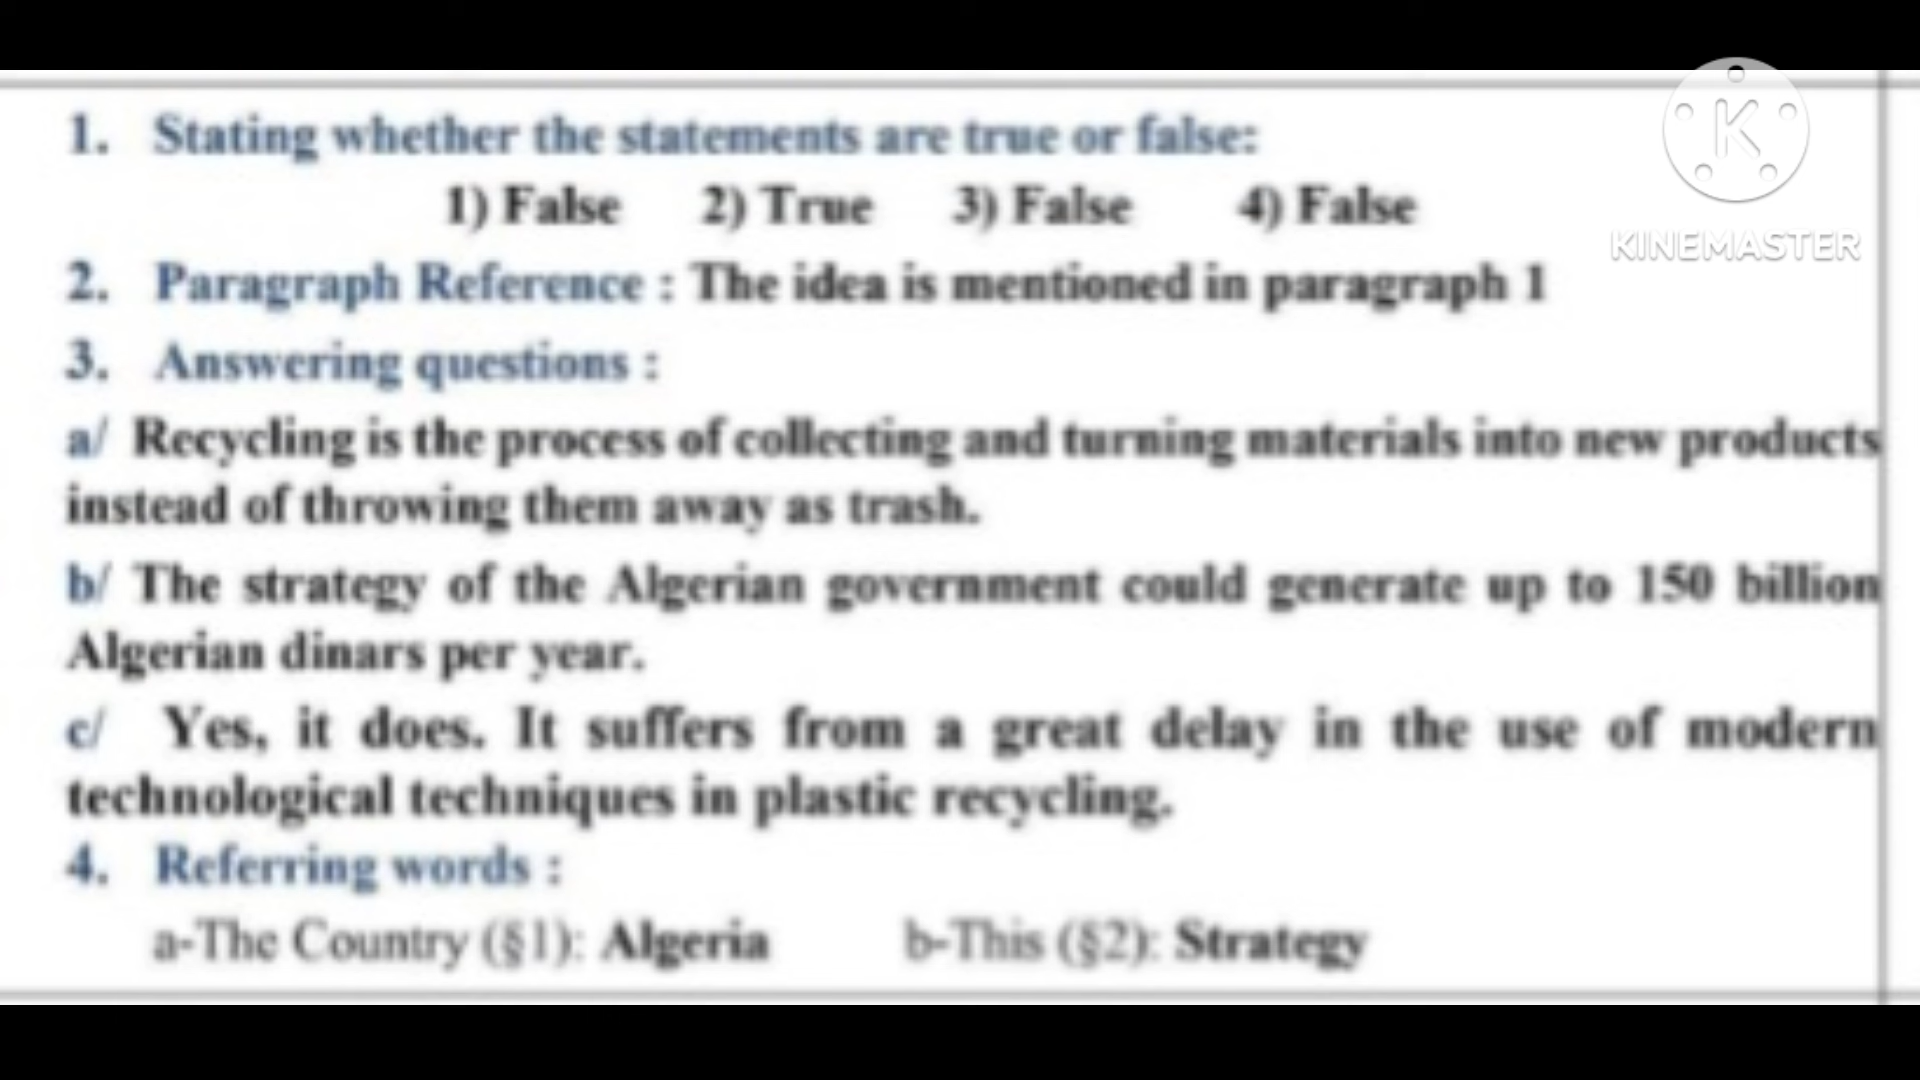 1. Stating whether the statements are true or false:
1) False 2) True 3) False 4) False
2. Paragraph Reference : The idea is mentioned in paragraph 1
3. Answering questions :
a/ Recycling is the process of collecting and turning materials into new products
instead of throwing them away as trash.
b/ The strategy of the Algerian government could generate up to 150 billion
Algerian dinars per year.
c/ Yes, it does. It suffers from a great delay in the use of modern
technological techniques in plastic recycling.
4. Referring words :
a-The Country (§1): Algeria b-This (§2): Strategy
K
KINEMASTER